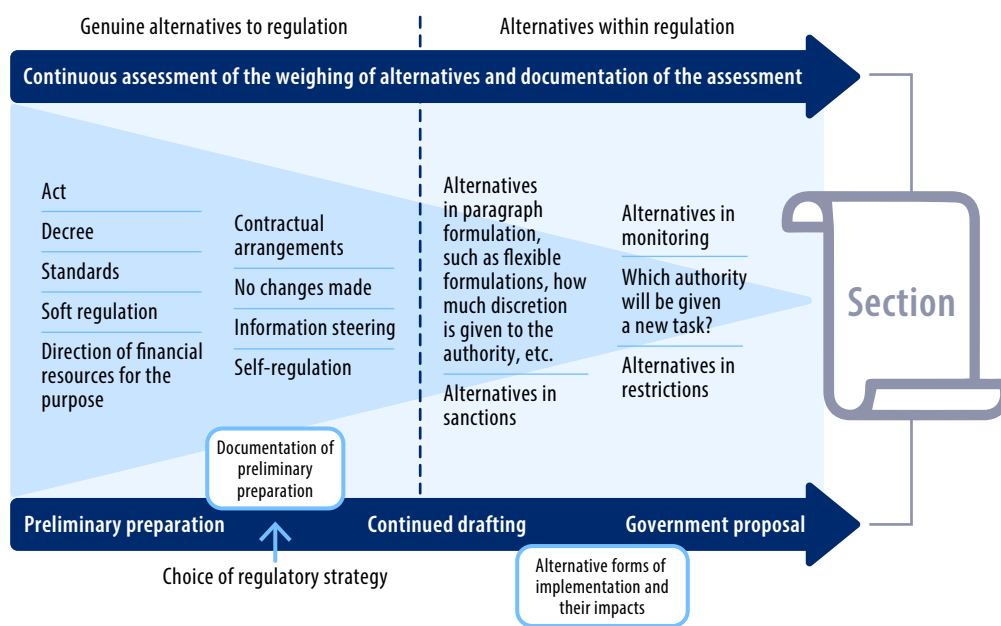 Genuine alternatives to regulation
Alternatives within regulation
Continuous assessment of the weighing of alternatives and documentation of the assessment
Act
Decree
Standards
Soft regulation
Direction of financial
resources for the
purpose
Contractual
arrangements
No changes made
Information steering
Self-regulation
Alternatives
in paragraph
formulation,
such as flexible
formulations, how
much discretion
is given to the
authority, etc.
Alternatives in
sanctions
Alternatives in
monitoring
Which authority
will be given
a new task?
Alternatives in
restrictions
Section
Documentation of
preliminary
preparation
Preliminary preparation
Continued drafting
Government proposal
Choice of regulatory strategy
Alternative forms of
implementation and
their impacts